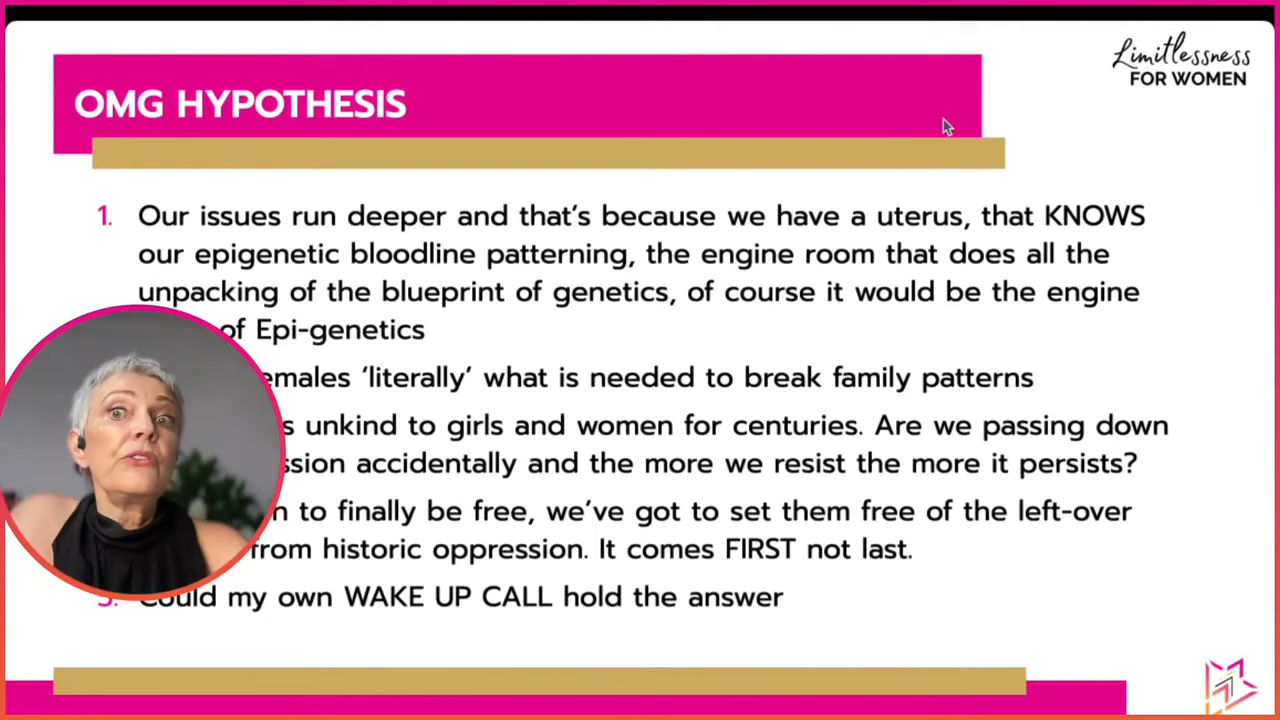 Limitlessness
FOR WOMEN
OMG HYPOTHESIS
1. Our issues run deeper and that's because we have a uterus, that KNOWS
our epigenetic bloodline patterning, the engine room that does all the
unpacking of the blueprint of genetics, of course it would be the engine
of Epi-genetics
emales 'literally' what is needed to break family patterns
s unkind to girls and women for centuries. Are we passing down
ssion accidentally and the more we resist the more it persists?
n to finally be free, we've got to set them free of the left-over
from historic oppression. It comes FIRST not last.
5. Could my own WAKE UP CALL hold the answer